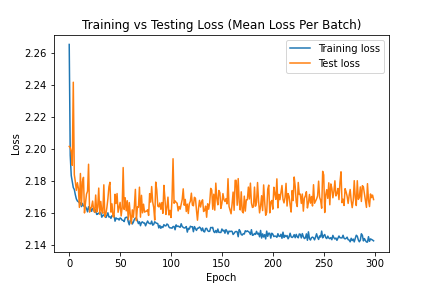 Training vs Testing Loss (Mean Loss Per Batch)
Training loss
Test loss
Loss
2.26
2.24
2.22
2.20
2.18
2.16
2.14
0 50 100 150 200 250 300
Epoch